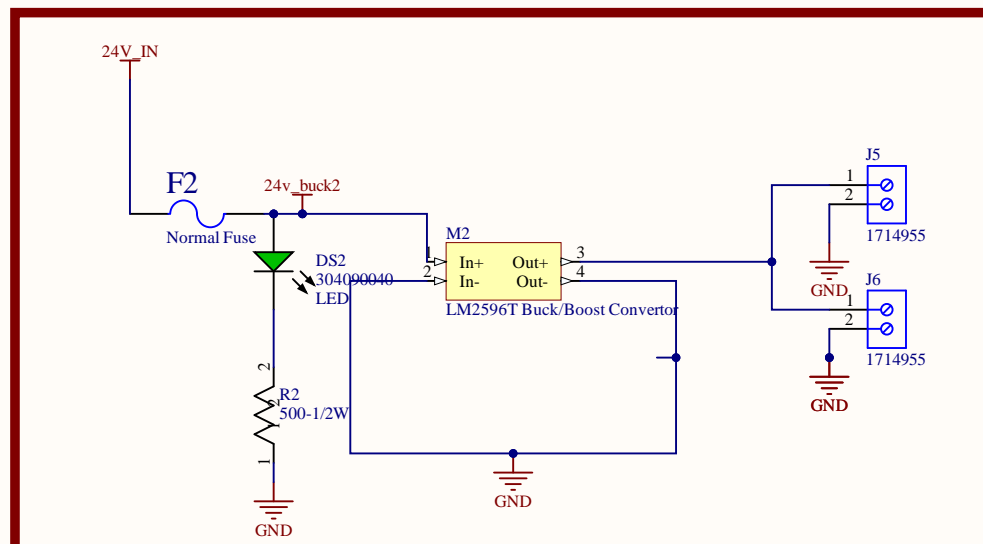 24V_IN
F2
Normal Fuse
24v_buck2
DS2
304090040
LED
M2
1
In+
Out+
3
2
In-
Out-
4
LM2596T Buck/Boost Convertor
J5
1
2
1714955
GND
J6
1
2
1714955
GND
2
R2
500-1/2W
1
2
1
GND
GND